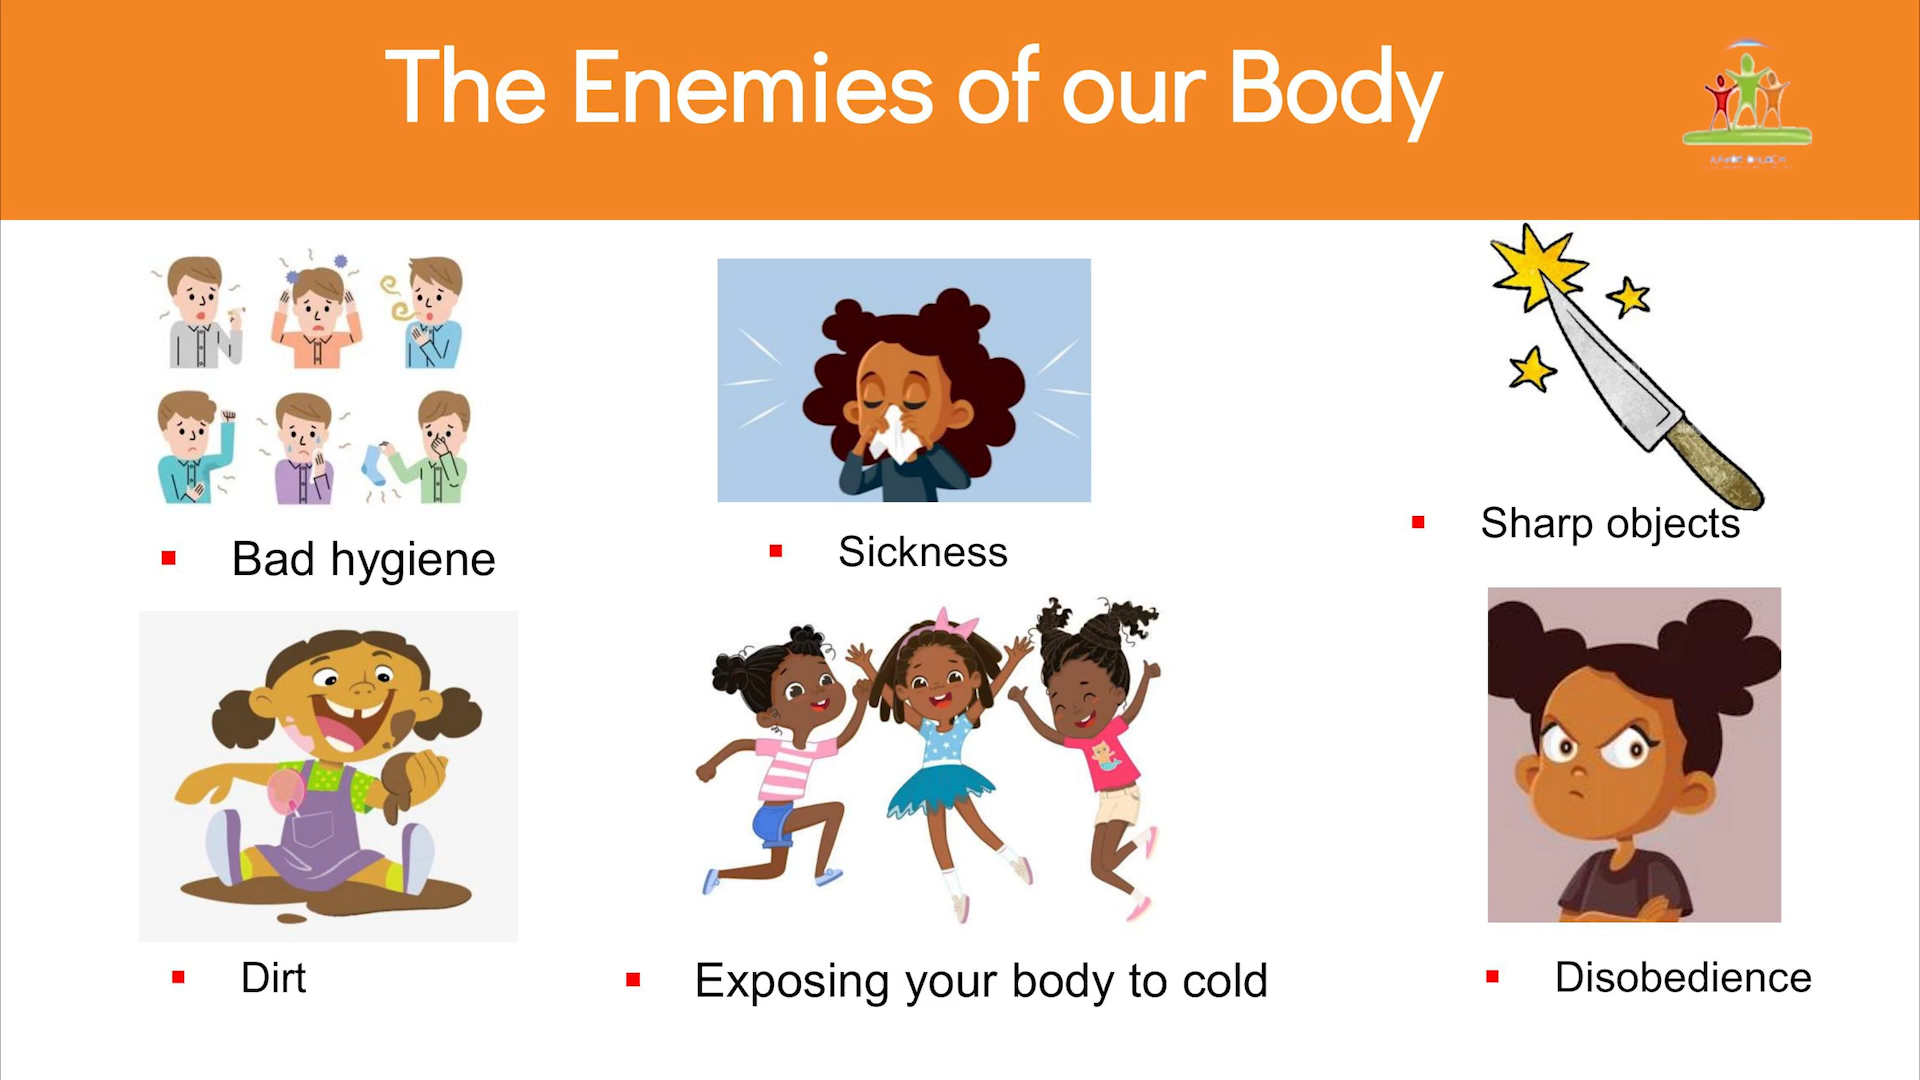 The Enemies of our Body
Bad hygiene
Sickness
Sharp objects
Dirt
Exposing your body to cold
Disobedience